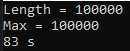 Length = 100000
Max = 100000
83 s